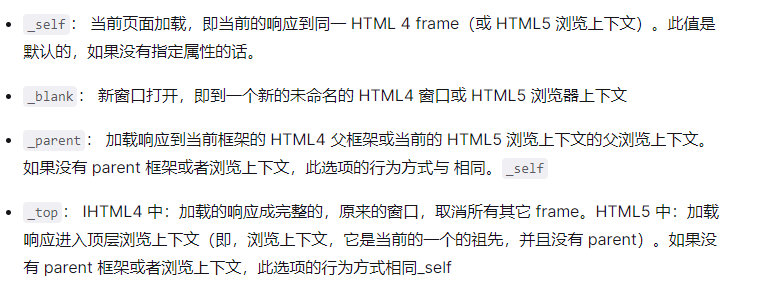 _self： 当前页面加载，即当前的响应到同一 HTML 4 frame（或 HTML5 浏览上下文）。此值是
默认的，如果没有指定属性的话。
_blank： 新窗口打开，即到一个新的未命名的 HTML4 窗口或 HTML5 浏览器上下文
_parent： 加载响应到当前框架的 HTML4 父框架或当前的 HTML5 浏览上下文的父浏览上下文。
如果没有 parent 框架或者浏览上下文，此选项的行为方式与 相同。 _self
_top： IHTML4 中：加载的响应成完整的，原来的窗口，取消所有其它 frame。HTML5 中：加载
响应进入顶层浏览上下文（即，浏览上下文，它是当前的一个的祖先，并且没有 parent）。如果没
有 parent 框架或者浏览上下文，此选项的行为方式相同_self